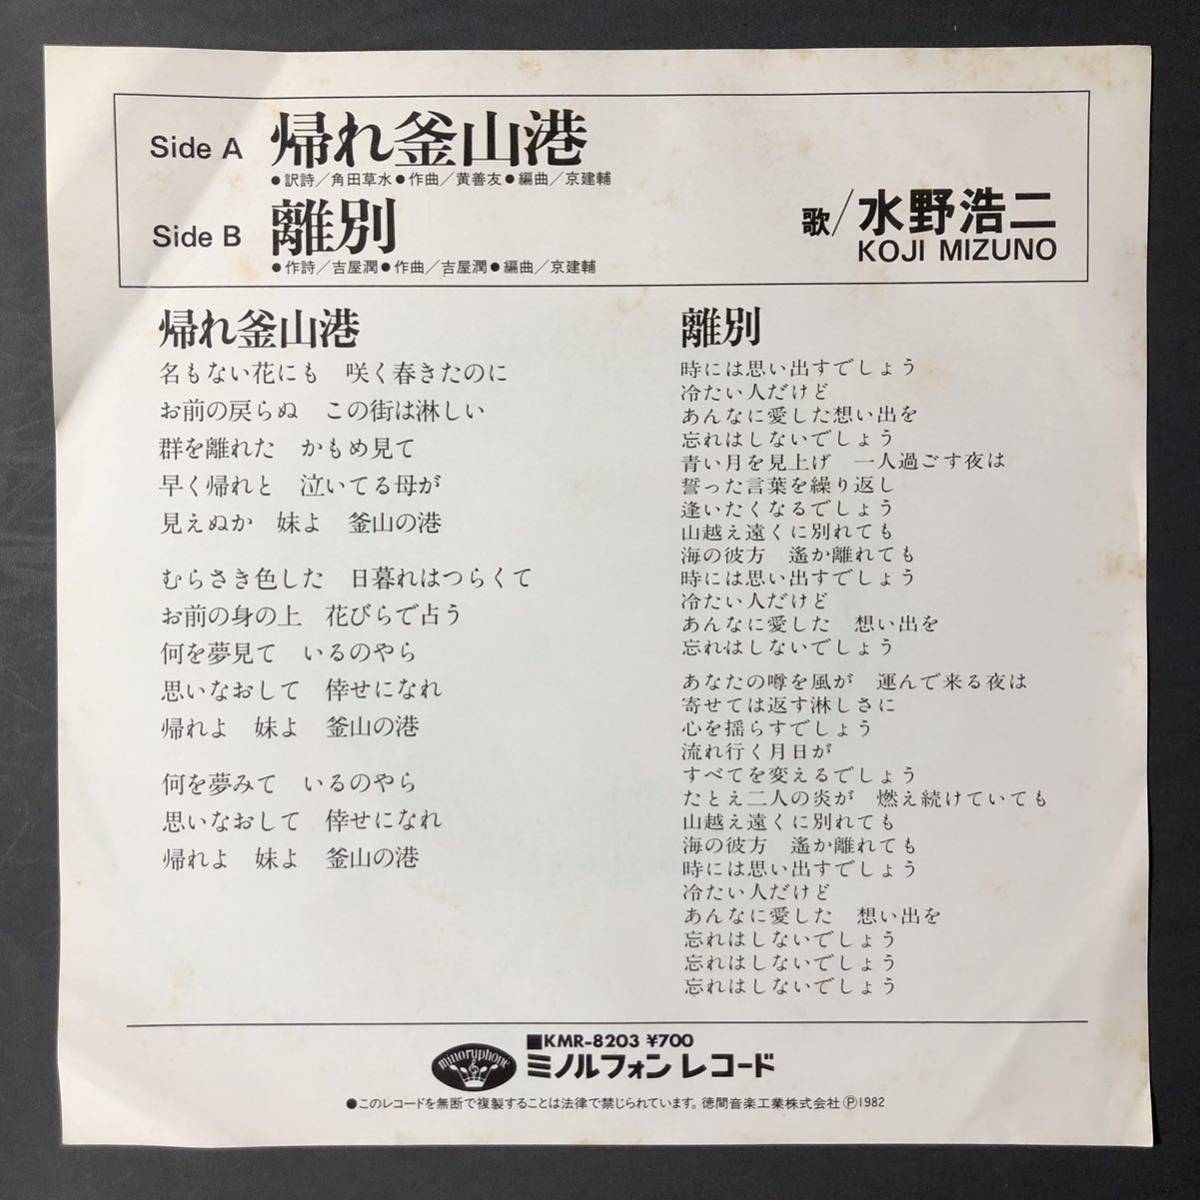 Side A 帰れ釜山港
●訳詩/角田草水●作曲/黄善友●編曲/京建輔
Side B 離別
●作詩/吉屋潤●作曲/吉屋潤●編曲/京建輔
歌/水野浩二
KOJI MIZUNO
帰れ釜山港
名もない花にも 咲く春きたのに
お前の戻らぬ この街は淋しい
群を離れた かもめ見て
早く帰れと 泣いてる母が
見えぬか 妹よ 釜山の港
むらさき色した 日暮れはつらくて
お前の身の上 花びらで占う
何を夢見て いるのやら
思いなおして 倖せになれ
帰れよ 妹よ 釜山の港
何を夢みて いるのやら
思いなおして 倖せになれ
帰れよ 妹よ 釜山の港
離別
時には思い出すでしょう
冷たい人だけど
あんなに愛した想い出を
忘れはしないでしょう
青い月を見上げ 一人過ごす夜は
誓った言葉を繰り返し
逢いたくなるでしょう
山越え遠くに別れても
海の彼方 遙か離れても
時には思い出すでしょう
冷たい人だけど
あんなに愛した 想い出を
忘れはしないでしょう
あなたの噂を風が 運んで来る夜は
寄せては返す淋しさに
心を揺らすでしょう
流れ行く月日が
すべてを変えるでしょう
たとえ二人の炎が 燃え続けていても
山越え遠くに別れても
海の彼方 遙か離れても
時には思い出すでしょう
冷たい人だけど
あんなに愛した 想い出を
忘れはしないでしょう
忘れはしないでしょう
忘れはしないでしょう
minoryphone
■KMR-8203 ¥700
ミノルフォン レコード
●このレコードを無断で複製することは法律で禁じられています。徳間音楽工業株式会社Ⓟ1982